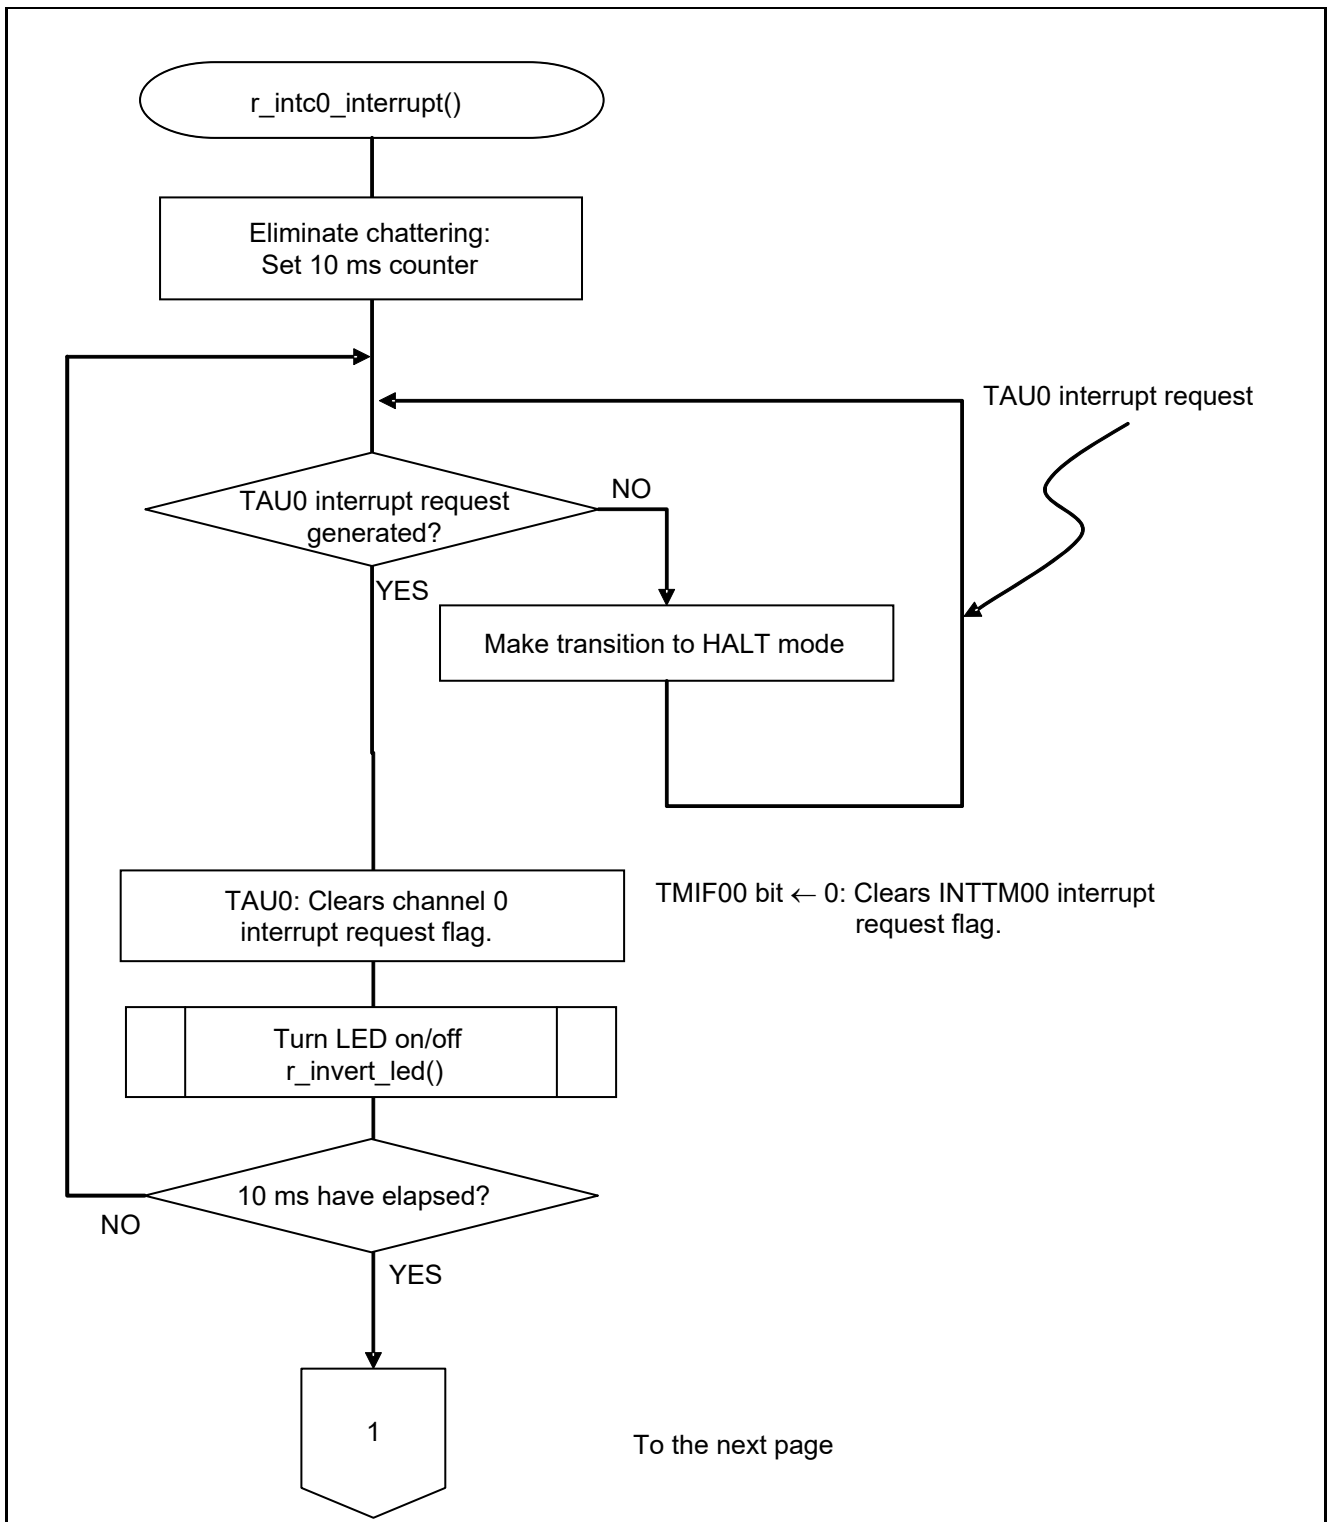 r_intc0_interrupt()
Eliminate chattering:
Set 10 ms counter
TAU0 interrupt request
TAU0 interrupt request
generated?
NO
YES
Make transition to HALT mode
TAU0: Clears channel 0
interrupt request flag.
TMIF00 bit ← 0: Clears INTTM00 interrupt
request flag.
Turn LED on/off
r_invert_led()
10 ms have elapsed?
NO
YES
1
To the next page